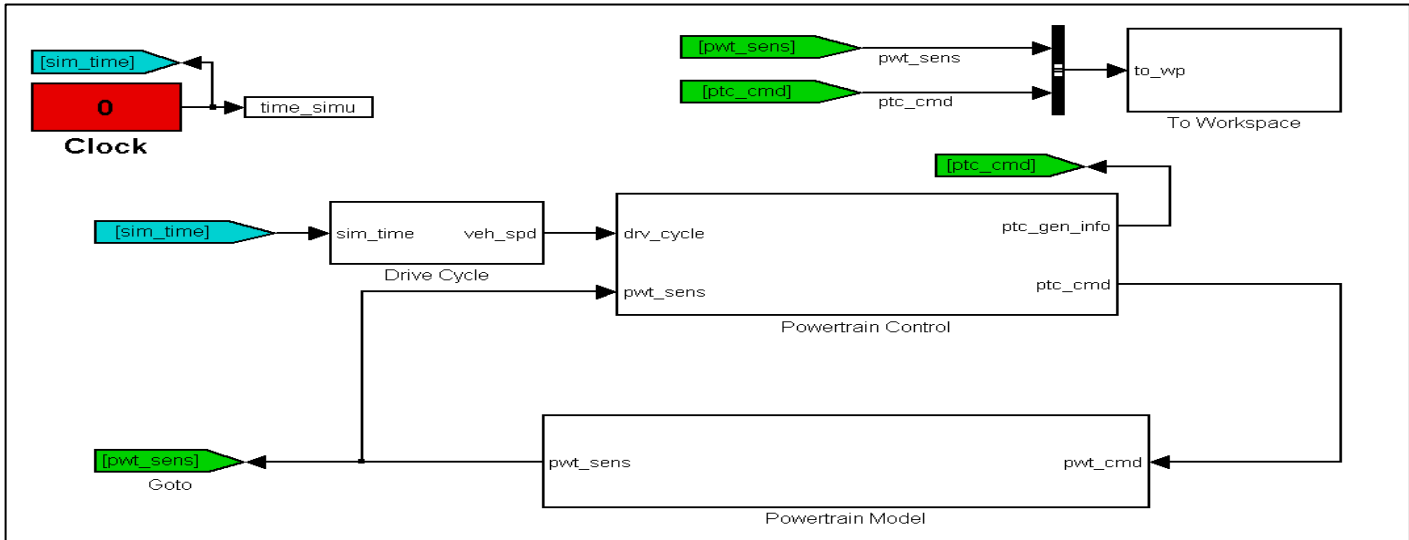 [sim_time]
0
time_simu
Clock
[pwt_sens]
pwt_sens
[ptc_cmd]
ptc_cmd
to_wp
To Workspace
[ptc_cmd]
[sim_time]
sim_time
veh_spd
Drive Cycle
drv_cycle
ptc_gen_info
pwt_sens
ptc_cmd
Powertrain Control
[pwt_sens]
Goto
pwt_sens
pwt_cmd
Powertrain Model